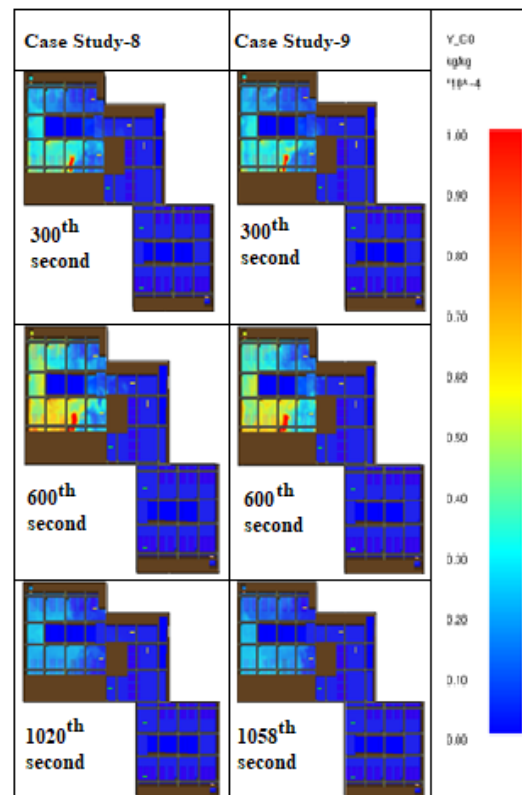 Case Study-8
Case Study-9
300th
second
300th
second
600th
second
600th
second
1020th
second
1058th
second
Y_CO
kg/kg
*10^-4
1.00
0.90
0.80
0.70
0.60
0.50
0.40
0.30
0.20
0.10
0.00